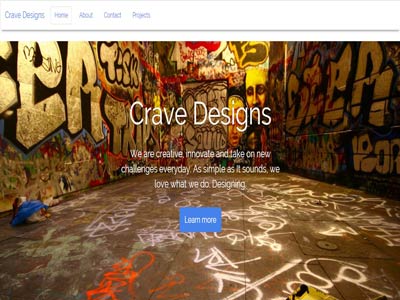 Crave Designs Home About Contact Projects
Crave Designs
We are creative, innovate and take on new
challenges everyday. As simple as It sounds, we
love what we do; Designing.
Learn more